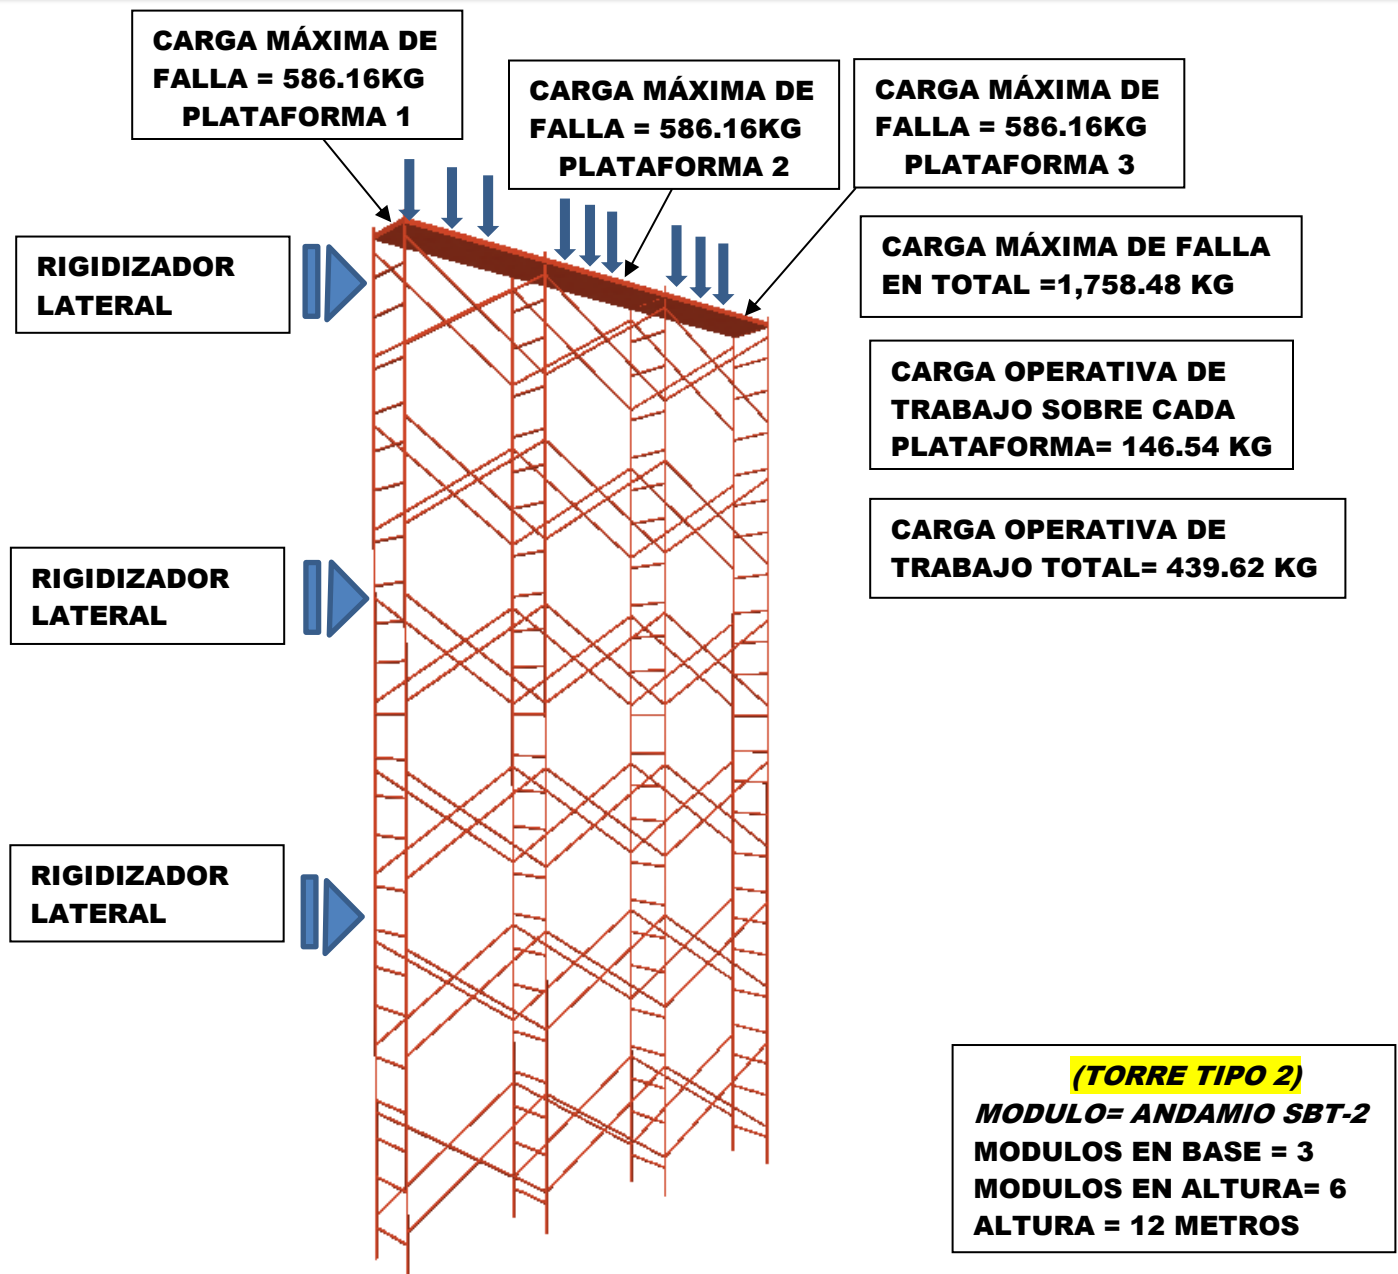 CARGA MÁXIMA DE
FALLA = 586.16KG
PLATAFORMA 1
CARGA MÁXIMA DE
FALLA = 586.16KG
PLATAFORMA 2
CARGA MÁXIMA DE
FALLA = 586.16KG
PLATAFORMA 3
RIGIDIZADOR
LATERAL
CARGA MÁXIMA DE FALLA
EN TOTAL =1,758.48 KG
CARGA OPERATIVA DE
TRABAJO SOBRE CADA
PLATAFORMA= 146.54 KG
CARGA OPERATIVA DE
TRABAJO TOTAL= 439.62 KG
RIGIDIZADOR
LATERAL
RIGIDIZADOR
LATERAL
(TORRE TIPO 2)
MODULO= ANDAMIO SBT-2
MODULOS EN BASE = 3
MODULOS EN ALTURA= 6
ALTURA = 12 METROS